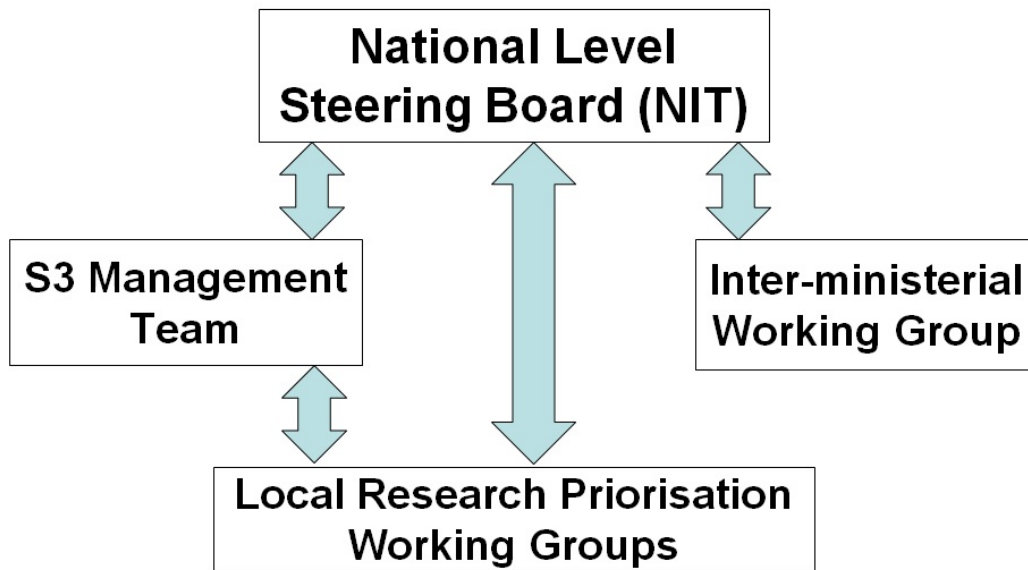 National Level
Steering Board (NIT)
S3 Management
Team
Inter-ministerial
Working Group
Local Research Priorisation
Working Groups